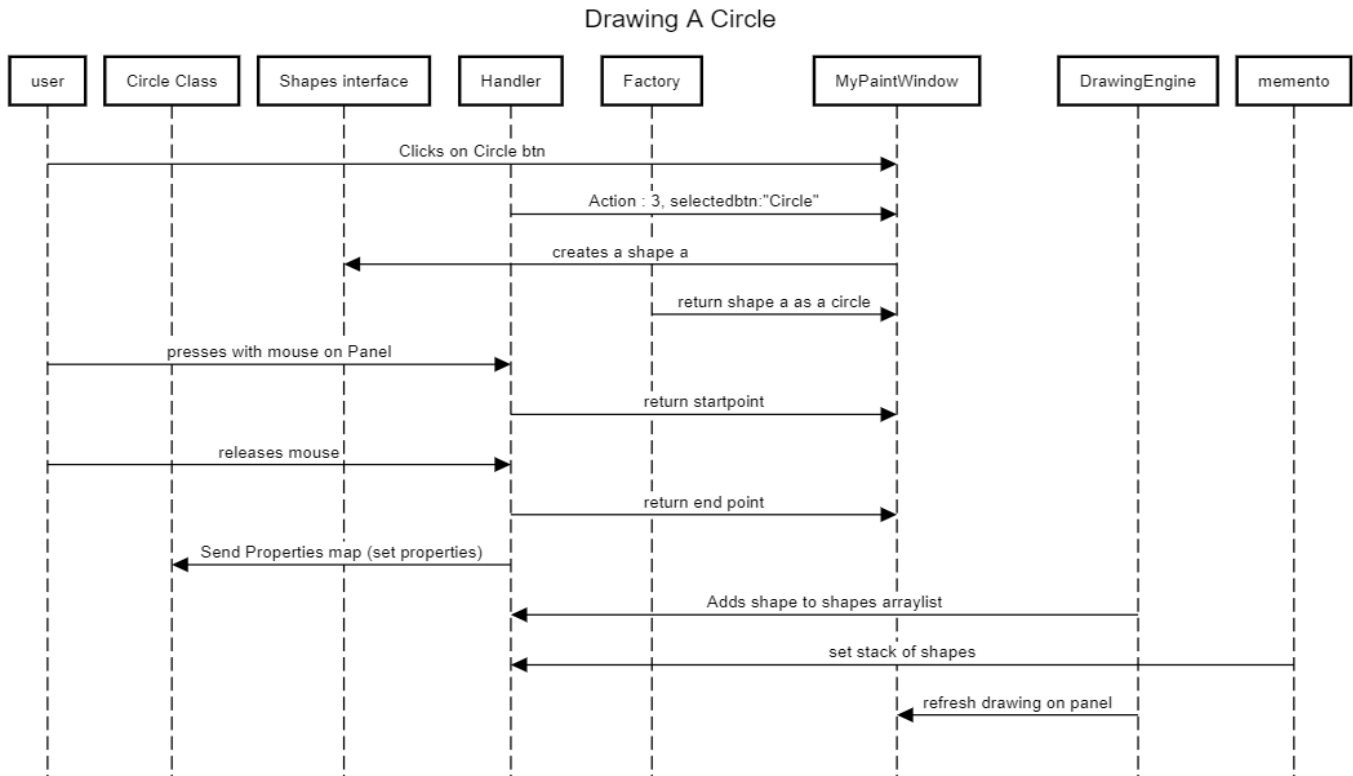 Drawing A Circle
user
Circle Class
Shapes interface
Handler
Factory
MyPaintWindow
DrawingEngine
memento
Clicks on Circle btn
Action : 3, selectedbtn:"Circle"
creates a shape a
return shape a as a circle
presses with mouse on Panel
return startpoint
releases mouse
return end point
Send Properties map (set properties)
Adds shape to shapes arraylist
set stack of shapes
refresh drawing on panel